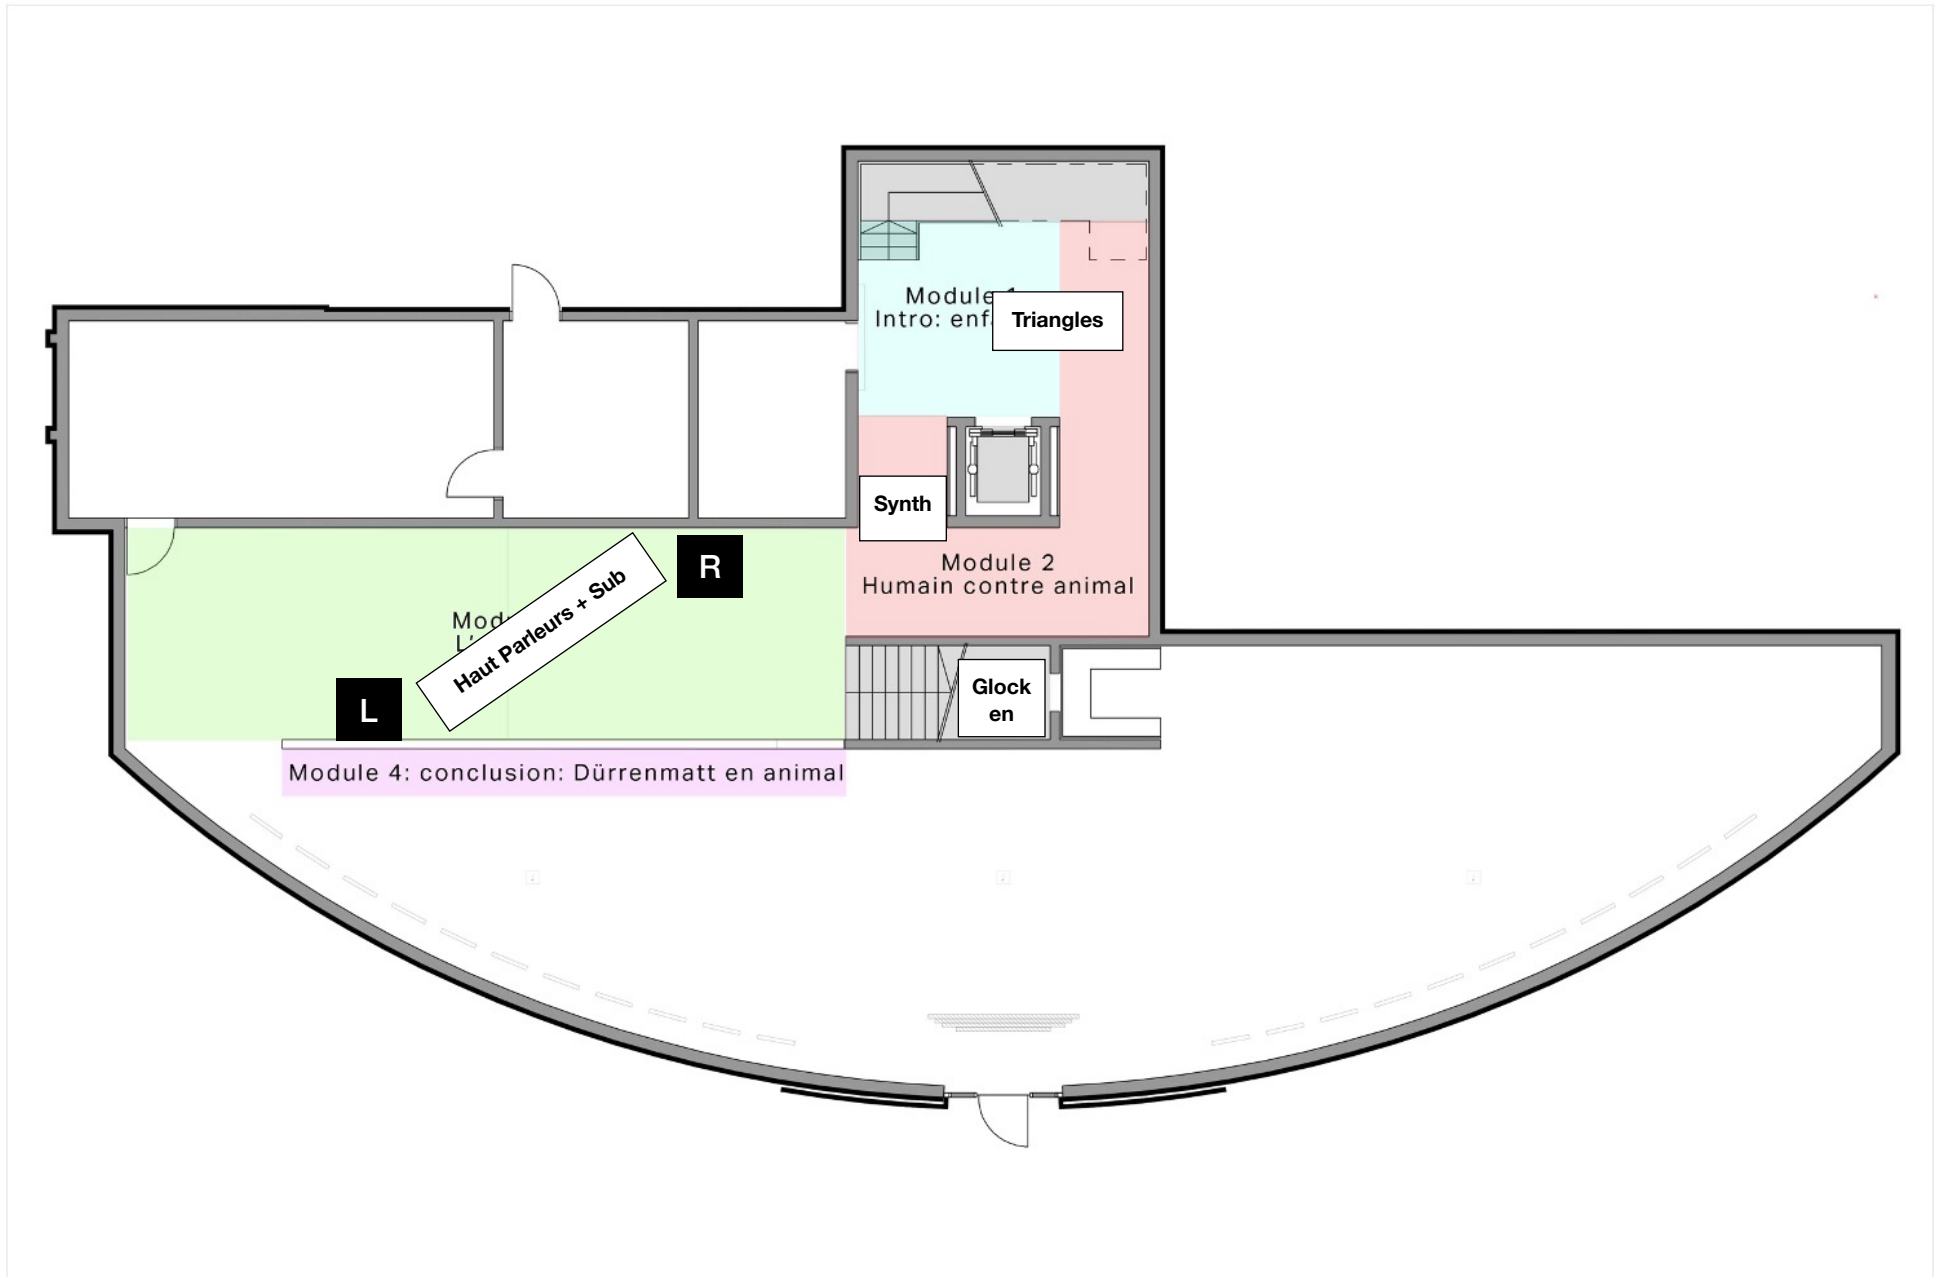 Module
Intro: enf
Triangles
Synth
Module 2
Humain contre animal
R
Haut Parleurs + Sub
Mod
L'
L
Glock
en
Module 4: conclusion: Dürrenmatt en animal